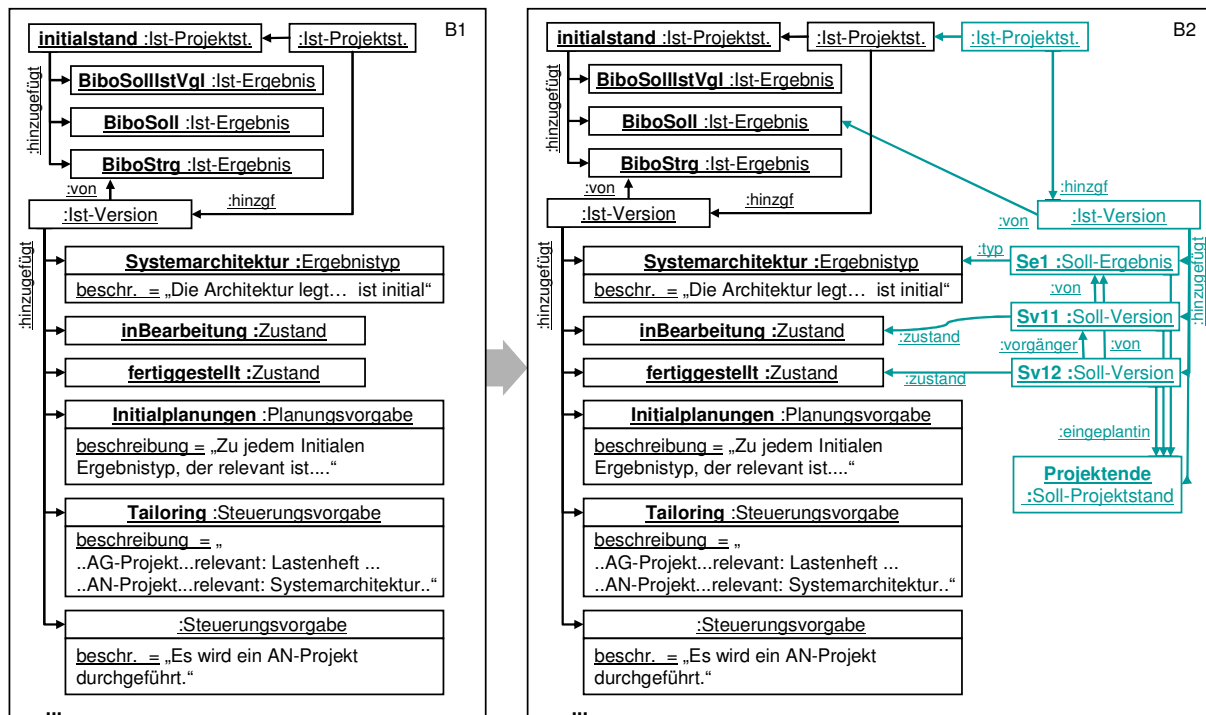 B1
initialstand :Ist-Projektst.
:Ist-Projektst.
:hinzugefügt
BiboSollIstVgl :Ist-Ergebnis
BiboSoll :Ist-Ergebnis
BiboStrg :Ist-Ergebnis
:von
:hinzgf
:Ist-Version
:hinzugefügt
Systemarchitektur :Ergebnistyp
beschr. = „Die Architektur legt… ist initial“
inBearbeitung :Zustand
fertiggestellt :Zustand
Initialplanungen :Planungsvorgabe
beschreibung = „Zu jedem Initialen
Ergebnistyp, der relevant ist....“
Tailoring :Steuerungsvorgabe
beschreibung = „
..AG-Projekt...relevant: Lastenheft ...
..AN-Projekt...relevant: Systemarchitektur..“
:Steuerungsvorgabe
beschr. = „Es wird ein AN-Projekt
durchgeführt.“
...
B2
initialstand :Ist-Projektst.
:Ist-Projektst.
:Ist-Projektst.
:hinzugefügt
BiboSollIstVgl :Ist-Ergebnis
BiboSoll :Ist-Ergebnis
BiboStrg :Ist-Ergebnis
:von
:hinzgf
:hinzgf
:Ist-Version
:von
:Ist-Version
:hinzugefügt
:hinzugefügt
Systemarchitektur :Ergebnistyp
beschr. = „Die Architektur legt… ist initial“
:typ
Se1 :Soll-Ergebnis
:von
inBearbeitung :Zustand
:zustand
Sv11 :Soll-Version
:vorgänger
:von
fertiggestellt :Zustand
:zustand
Sv12 :Soll-Version
Initialplanungen :Planungsvorgabe
beschreibung = „Zu jedem Initialen
Ergebnistyp, der relevant ist....“
:eingeplantin
Projektende
:Soll-Projektstand
Tailoring :Steuerungsvorgabe
beschreibung = „
..AG-Projekt...relevant: Lastenheft ...
..AN-Projekt...relevant: Systemarchitektur..“
:Steuerungsvorgabe
beschr. = „Es wird ein AN-Projekt
durchgeführt.“
...